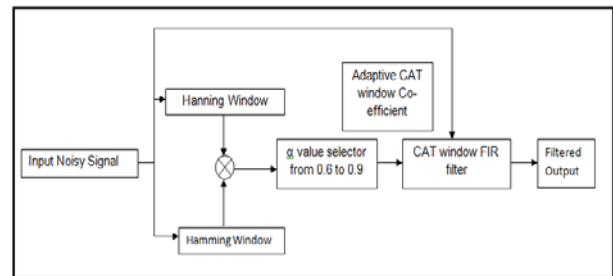 Adaptive CAT
window Co-
efficient
Hanning Window
Input Noisy Signal
α value selector
from 0.6 to 0.9
CAT window FIR
filter
Filtered
Output
Hamming Window